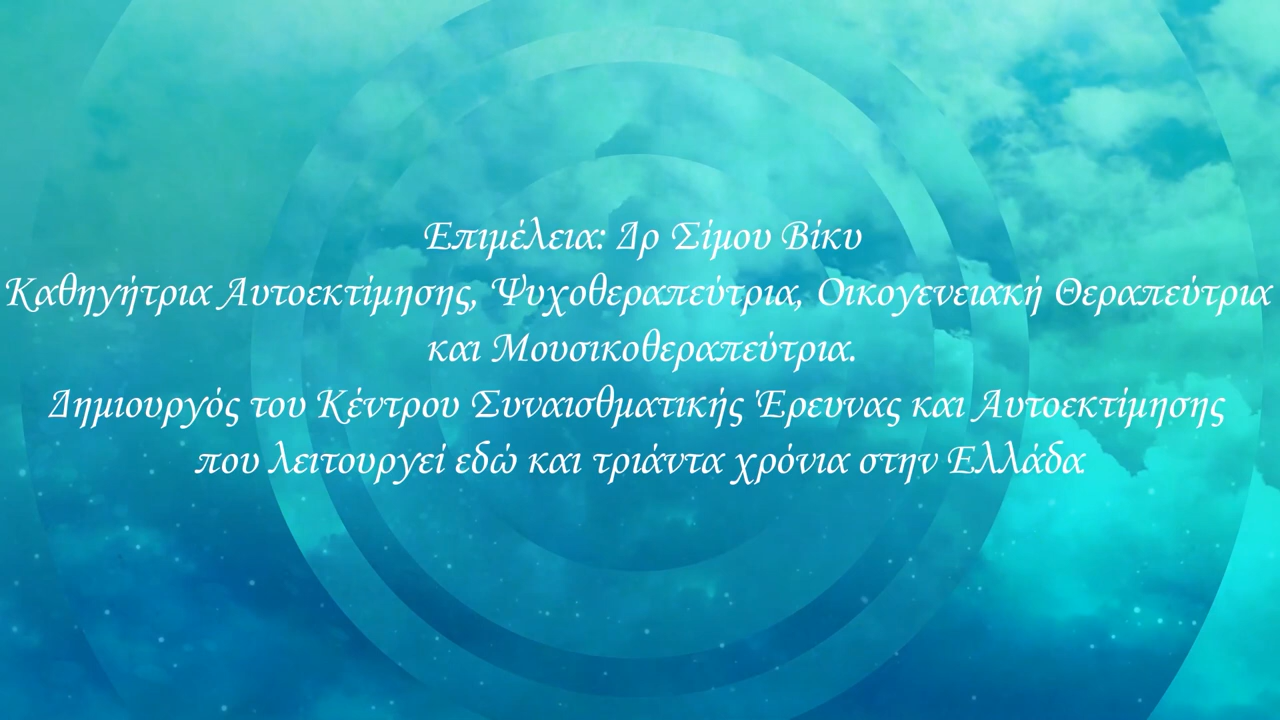 Επιμέλεια: Δρ Σίμου Βίκυ
Καθηγήτρια Αυτοεκτίμησης, Ψυχοθεραπεύτρια, Οικογενειακή Θεραπεύτρια
και Μουσικοθεραπεύτρια.
Δημιουργός του Κέντρου Συναισθματικής Έρευνας και Αυτοεκτίμησης
που λειτουργεί εδώ και τριάντα χρόνια στην Ελλάδα